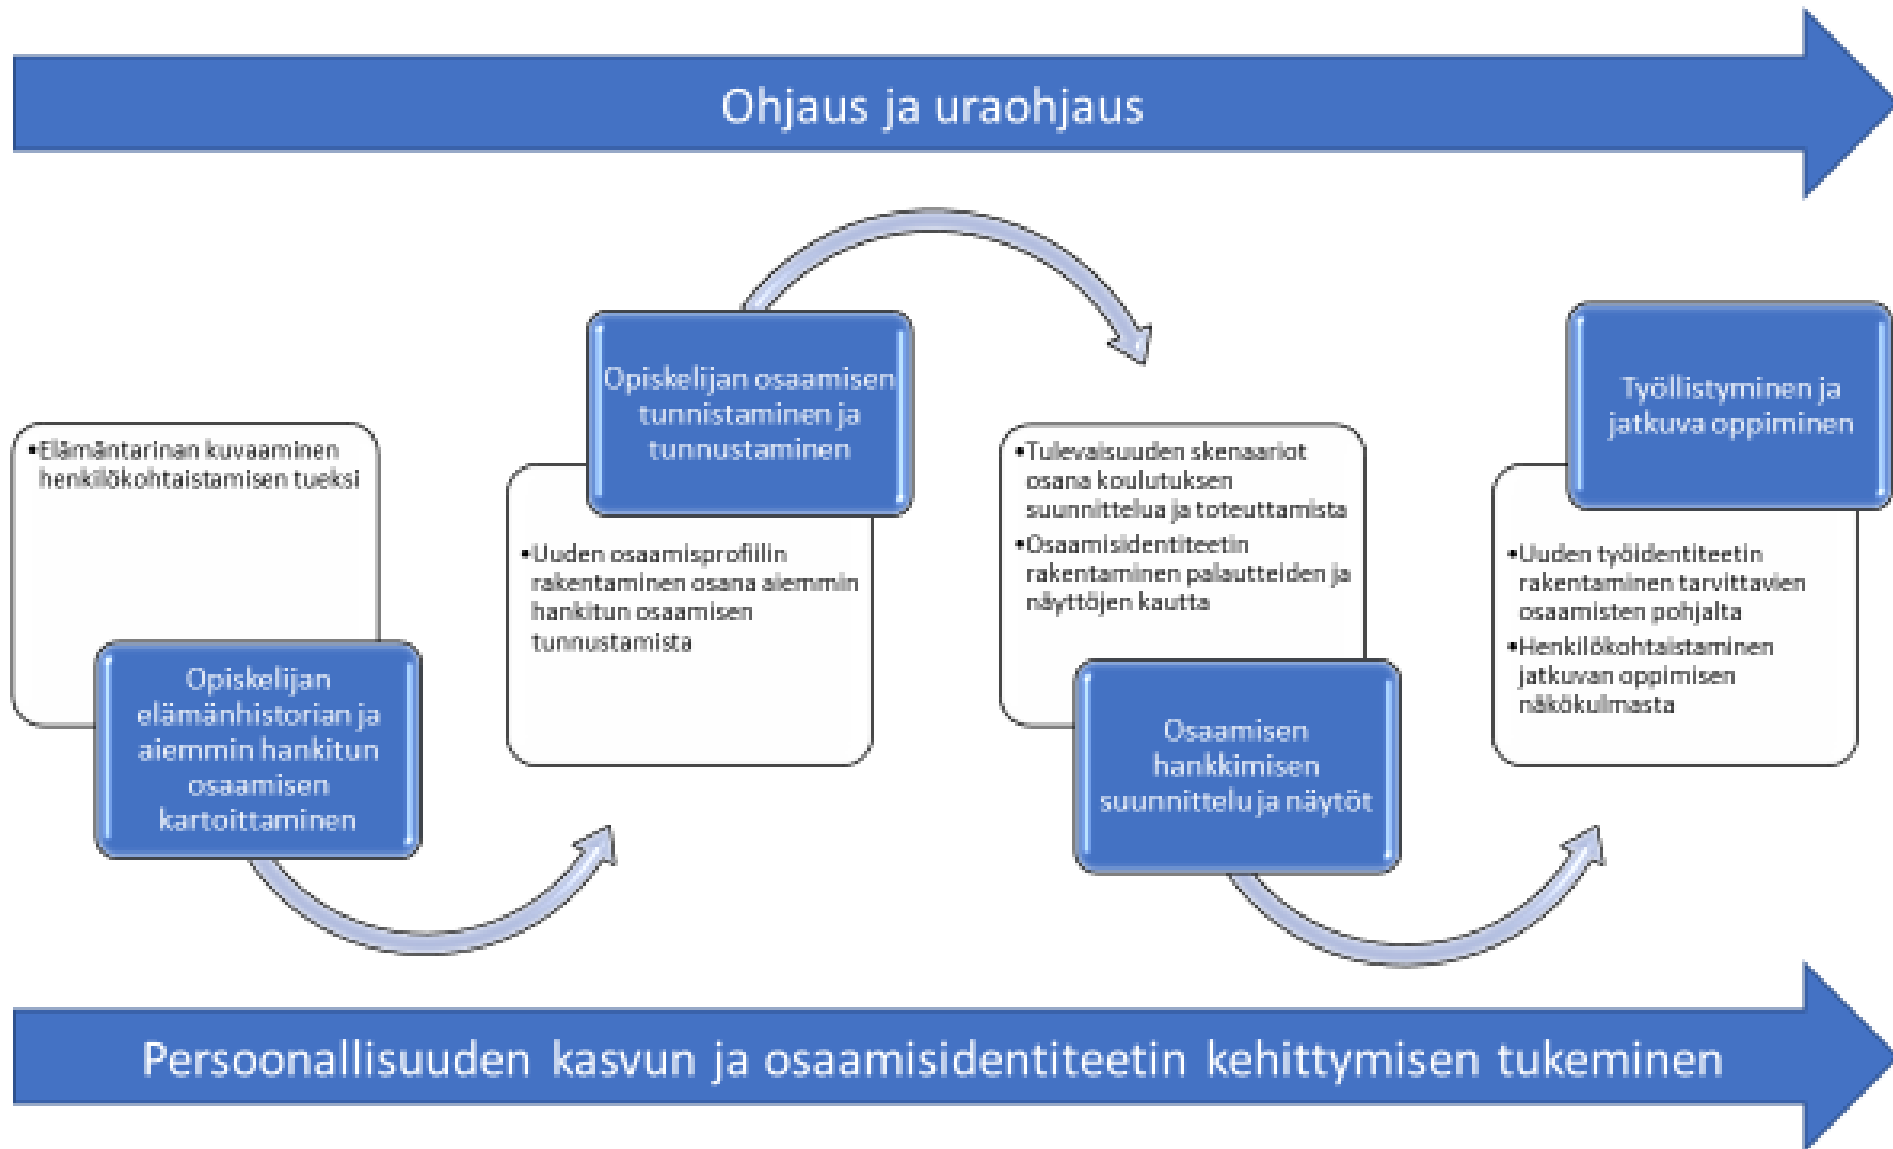 Ohjaus ja uraohjaus
•Elämäntarinan kuvaaminen
henkilökohtaistamisen tueksi
Opiskelijan
elämänhistorian ja
aiemmin hankitun
osaamisen
kartoittaminen
Opiskelijan osaamisen
tunnistaminen ja
tunnustaminen
•Uuden osaamisprofiilin
rakentaminen osana aiemmin
hankitun osaamisen
tunnustamista
•Tulevaisuuden skenaariot
osana koulutuksen
suunnittelua ja toteuttamista
•Osaamisidentiteetin
rakentaminen palautteiden ja
näyttöjen kautta
Osaamisen
hankkimisen
suunnittelu ja näytöt
Työllistyminen ja
jatkuva oppiminen
•Uuden työidentiteetin
rakentaminen tarvittavien
osaamisten pohjalta
•Henkilökohtaistaminen
jatkuvan oppimisen
näkökulmasta
Persoonallisuuden kasvun ja osaamisidentiteetin kehittymisen tukeminen